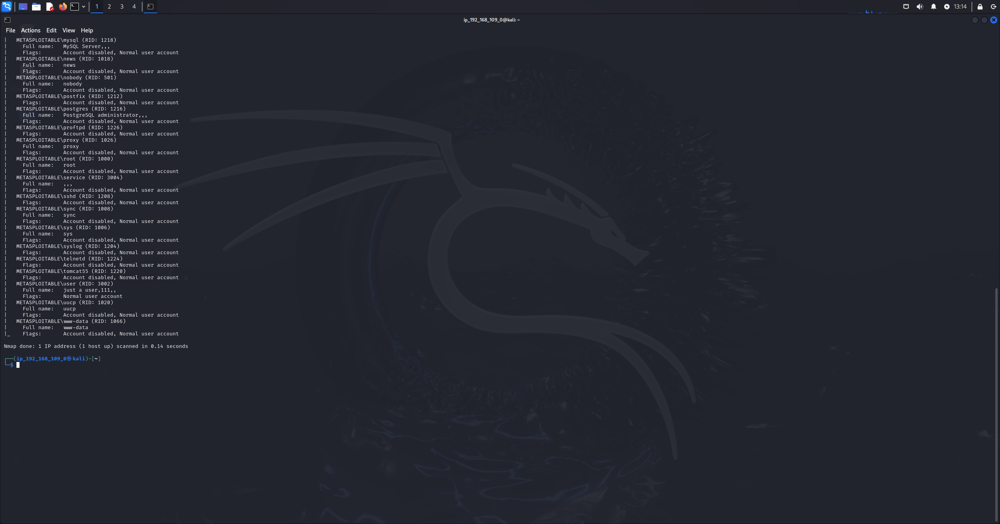 1 2 3 4 13:14
ip_192_168_109_0@kali: ~
File Actions Edit View Help
|   METASPLOITABLE\mysql (RID: 1218)
|     Full name:   MySQL Server,,,
|     Flags:       Account disabled, Normal user account
|   METASPLOITABLE\news (RID: 1018)
|     Full name:   news
|     Flags:       Account disabled, Normal user account
|   METASPLOITABLE\nobody (RID: 501)
|     Full name:   nobody
|     Flags:       Account disabled, Normal user account
|   METASPLOITABLE\postfix (RID: 1212)
|     Flags:       Account disabled, Normal user account
|   METASPLOITABLE\postgres (RID: 1216)
|     Full name:   PostgreSQL administrator,,,
|     Flags:       Account disabled, Normal user account
|   METASPLOITABLE\proftpd (RID: 1226)
|     Flags:       Account disabled, Normal user account
|   METASPLOITABLE\proxy (RID: 1026)
|     Full name:   proxy
|     Flags:       Account disabled, Normal user account
|   METASPLOITABLE\root (RID: 1000)
|     Full name:   root
|     Flags:       Account disabled, Normal user account
|   METASPLOITABLE\service (RID: 3004)
|     Full name:   ,,,
|     Flags:       Account disabled, Normal user account
|   METASPLOITABLE\sshd (RID: 1208)
|     Flags:       Account disabled, Normal user account
|   METASPLOITABLE\sync (RID: 1008)
|     Full name:   sync
|     Flags:       Account disabled, Normal user account
|   METASPLOITABLE\sys (RID: 1006)
|     Full name:   sys
|     Flags:       Account disabled, Normal user account
|   METASPLOITABLE\syslog (RID: 1204)
|     Flags:       Account disabled, Normal user account
|   METASPLOITABLE\telnetd (RID: 1224)
|     Flags:       Account disabled, Normal user account
|   METASPLOITABLE\tomcat55 (RID: 1220)
|     Flags:       Account disabled, Normal user account
|   METASPLOITABLE\user (RID: 3002)
|     Full name:   just a user,111,,
|     Flags:       Normal user account
|   METASPLOITABLE\uucp (RID: 1020)
|     Full name:   uucp
|     Flags:       Account disabled, Normal user account
|   METASPLOITABLE\www-data (RID: 1066)
|     Full name:   www-data
|_    Flags:       Account disabled, Normal user account
Nmap done: 1 IP address (1 host up) scanned in 0.14 seconds
┌──(ip_192_168_109_0㉿kali)-[~]
└─$